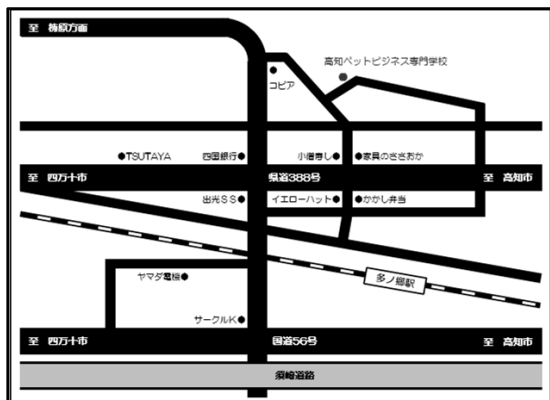 至 梼原方面
高知ペットビジネス専門学校
コピア
●TSUTAYA
四国銀行●
小僧寿し●
●家具のささおか
至 四万十市
県道388号
至 高知市
出光SS●
イエローハット●
●かかし弁当
ヤマダ電機●
多ノ郷駅
サークルK●
至 四万十市
国道56号
至 高知市
須崎道路